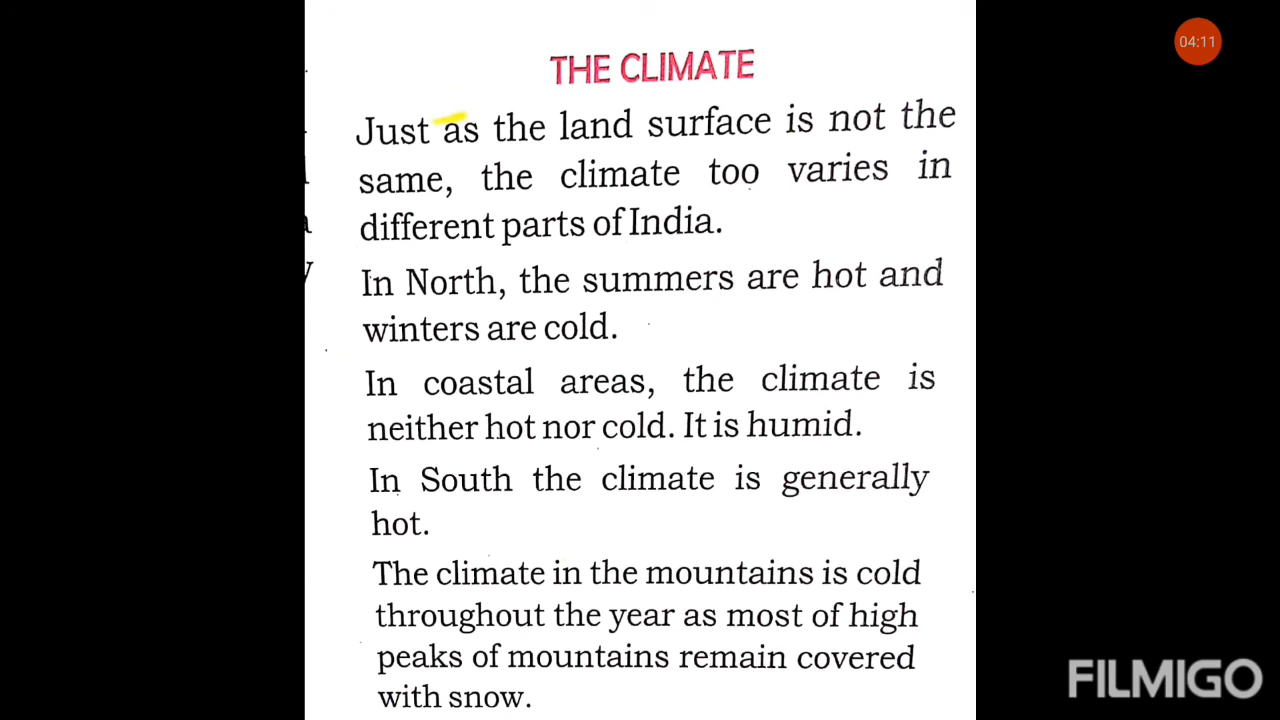 04:11
THE CLIMATE
Just as the land surface is not the
same, the climate too varies in
different parts of India.
In North, the summers are hot and
winters are cold.
In coastal areas, the climate is
neither hot nor cold. It is humid.
In South the climate is generally
hot.
The climate in the mountains is cold
throughout the year as most of high
peaks of mountains remain covered
with snow.
FILMIGO